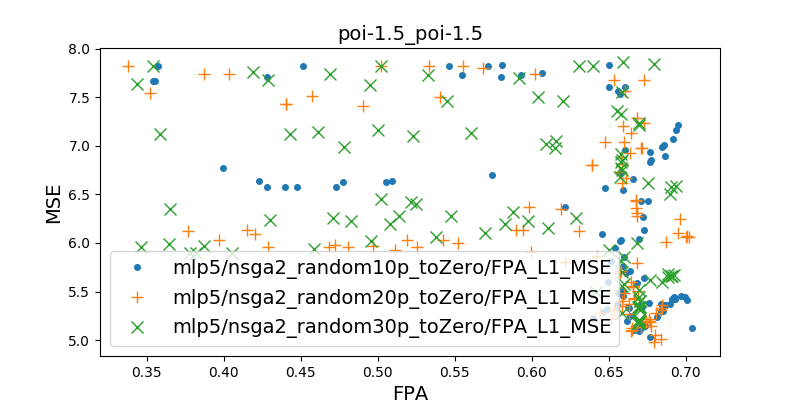 poi-1.5_poi-1.5
MSE
8.0
7.5
7.0
6.5
6.0
5.5
5.0
mlp5/nsga2_random10p_toZero/FPA_L1_MSE
mlp5/nsga2_random20p_toZero/FPA_L1_MSE
mlp5/nsga2_random30p_toZero/FPA_L1_MSE
0.35 0.40 0.45 0.50 0.55 0.60 0.65 0.70
FPA